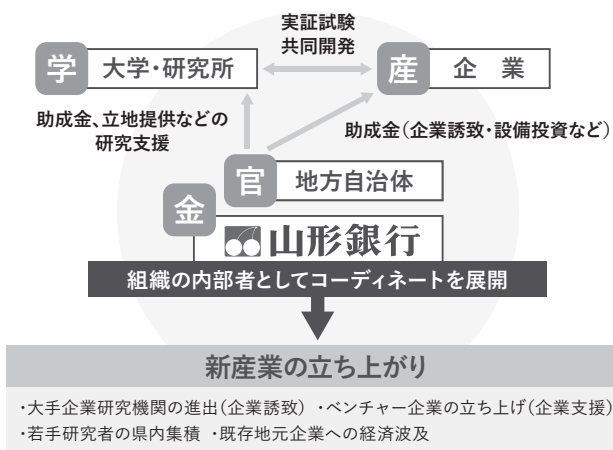 実証試験
共同開発
学 大学・研究所
産 企 業
助成金、立地提供などの
研究支援
助成金（企業誘致・設備投資など）
官 地方自治体
金
山形銀行
組織の内部者としてコーディネートを展開
新産業の立ち上がり
・大手企業研究機関の進出（企業誘致） ・ベンチャー企業の立ち上げ（企業支援）
・若手研究者の県内集積 ・既存地元企業への経済波及